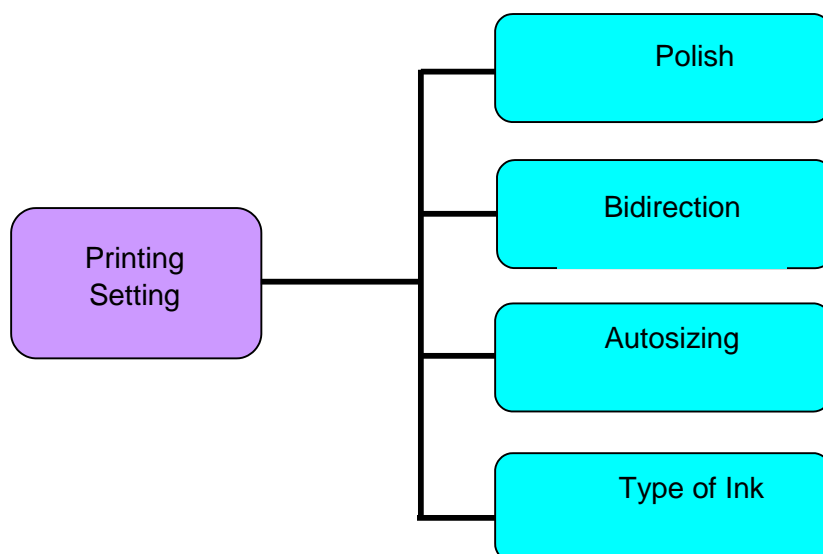 Polish
Bidirection
Printing
Setting
Autosizing
Type of Ink